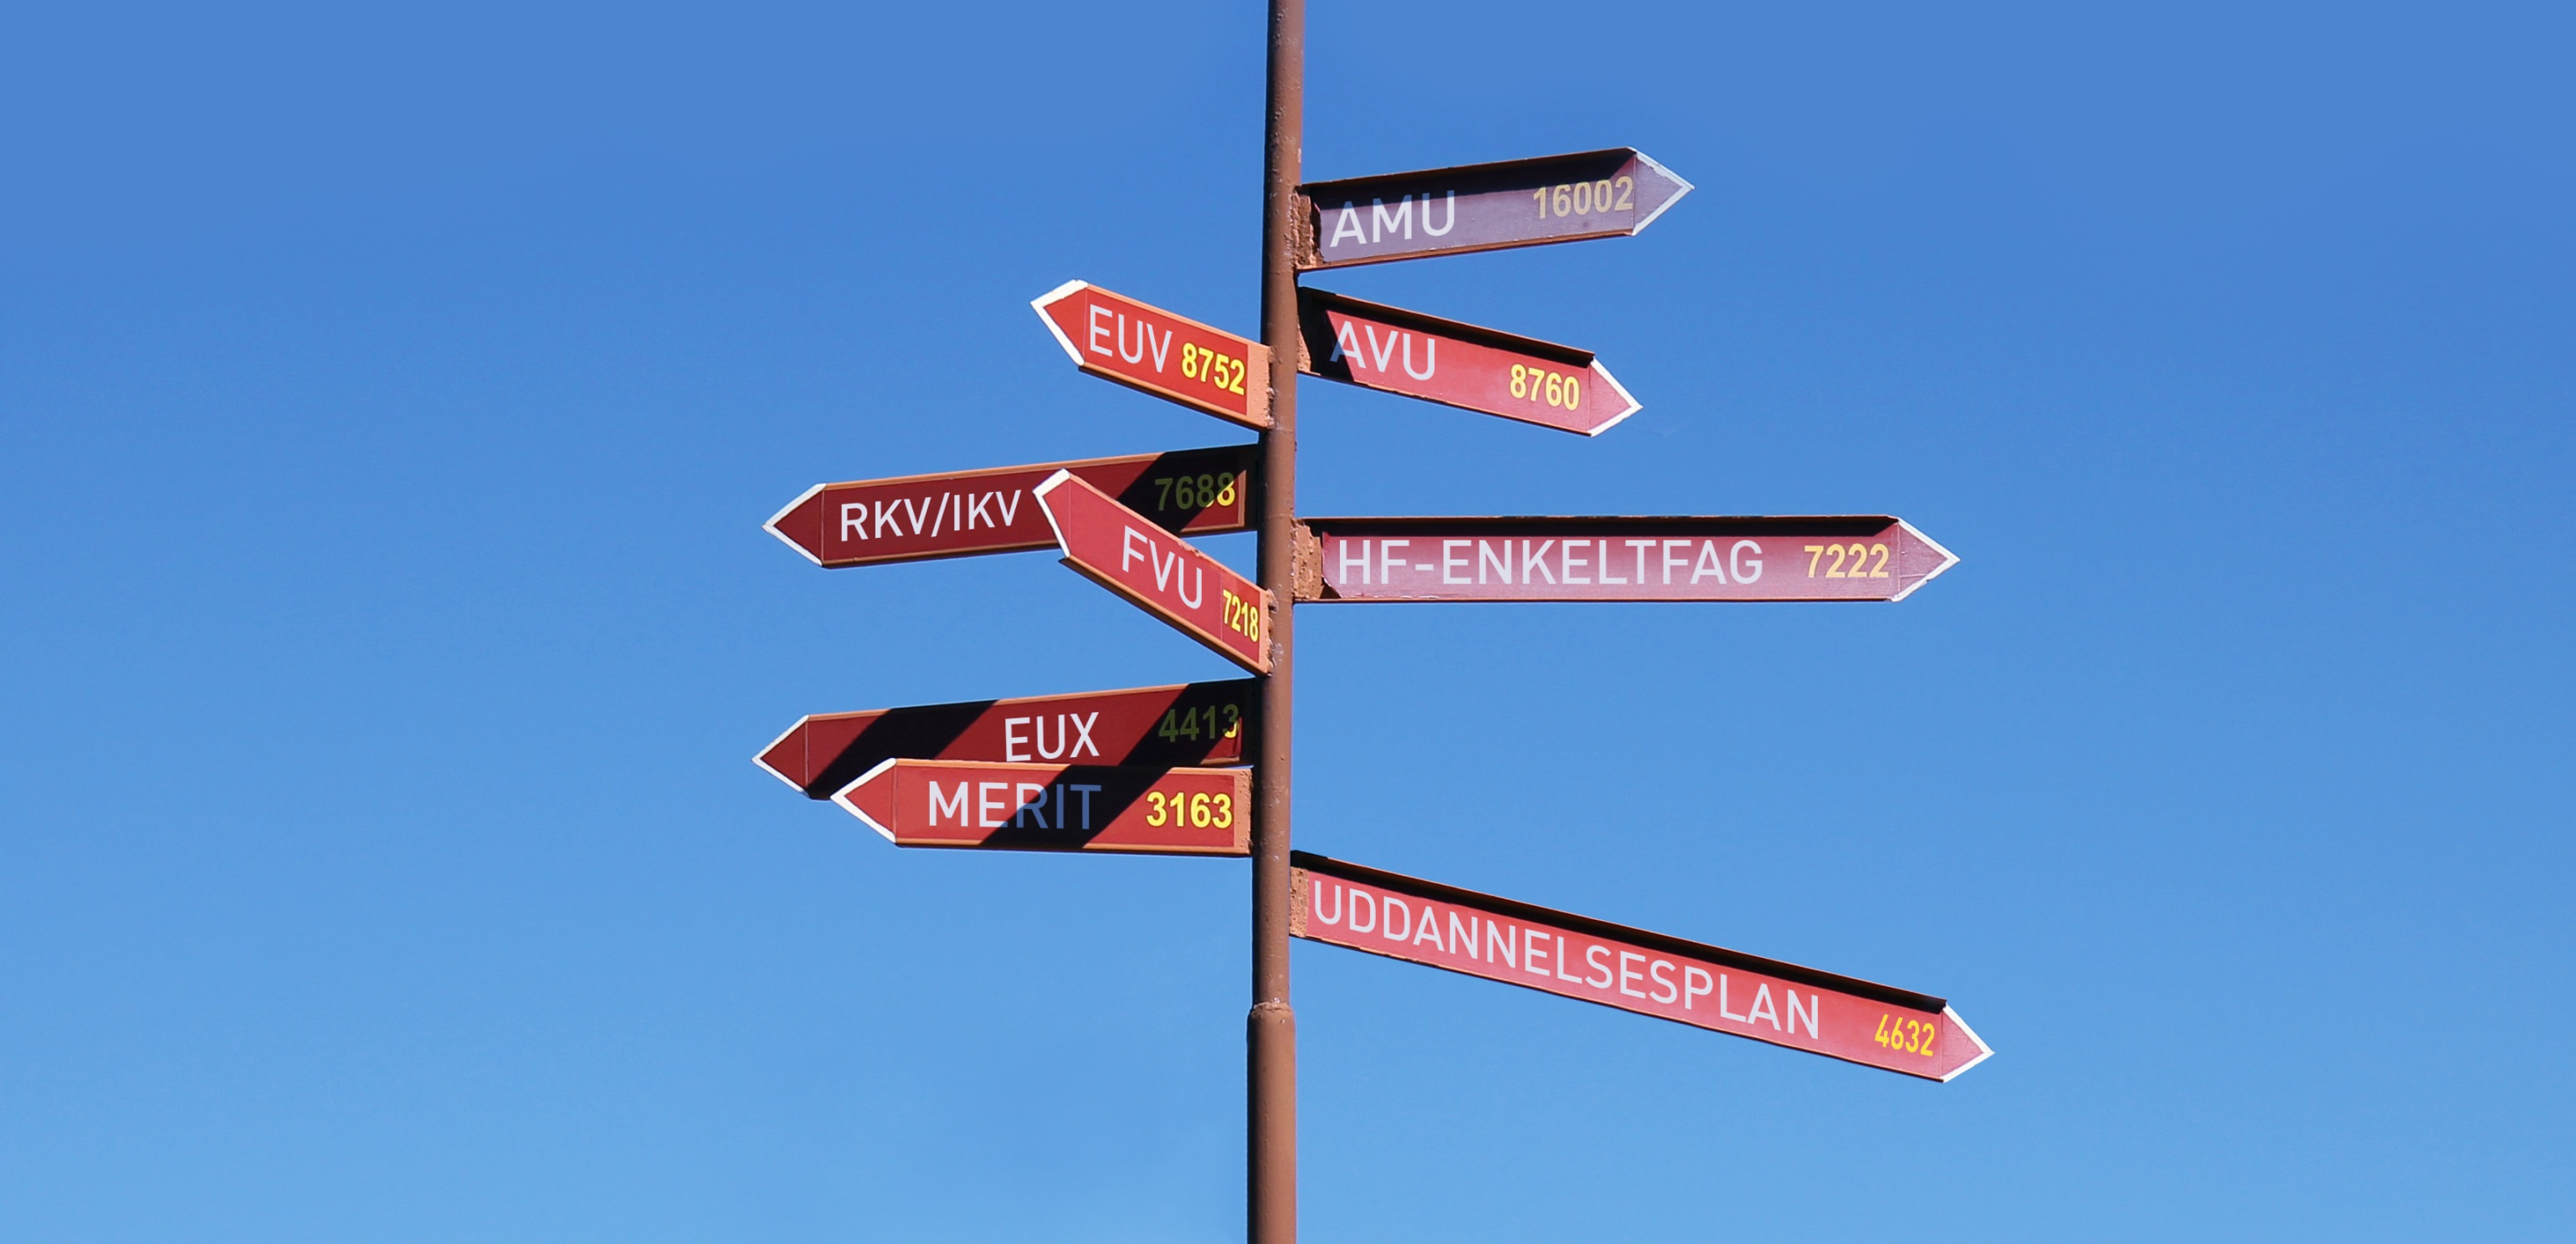 AMU 16002
EUV 8752
AVU 8760
RKV/IKV 7688
FVU 7218
HF-ENKELTFAG 7222
EUX 4413
MERIT 3163
UDDANNELSESPLAN 4632